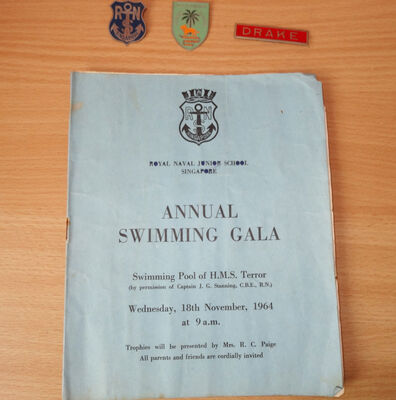 R N
DRAKE
R N
ROYAL NAVAL JUNIOR SCHOOL
SINGAPORE
ANNUAL
SWIMMING GALA
Swimming Pool of H.M.S. Terror
(by permission of Captain J. G. Stanning, C.B.E., R.N.)
Wednesday, 18th November, 1964
at 9 a.m.
Trophies will be presented by Mrs. R. C. Paige
All parents and friends are cordially invited